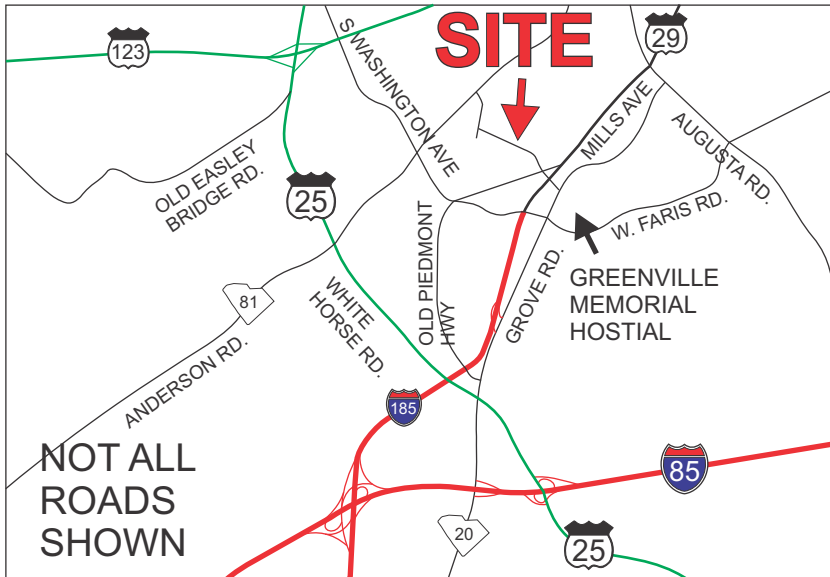 SITE
123
29
S WASHINGTON AVE
MILLS AVE
AUGUSTA RD.
OLD EASLEY
BRIDGE RD.
25
W. FARIS RD.
OLD PIEDMONT
HWY
GROVE RD.
GREENVILLE
MEMORIAL
HOSTIAL
81
WHITE
HORSE RD.
ANDERSON RD.
185
NOT ALL
ROADS
SHOWN
85
20
25